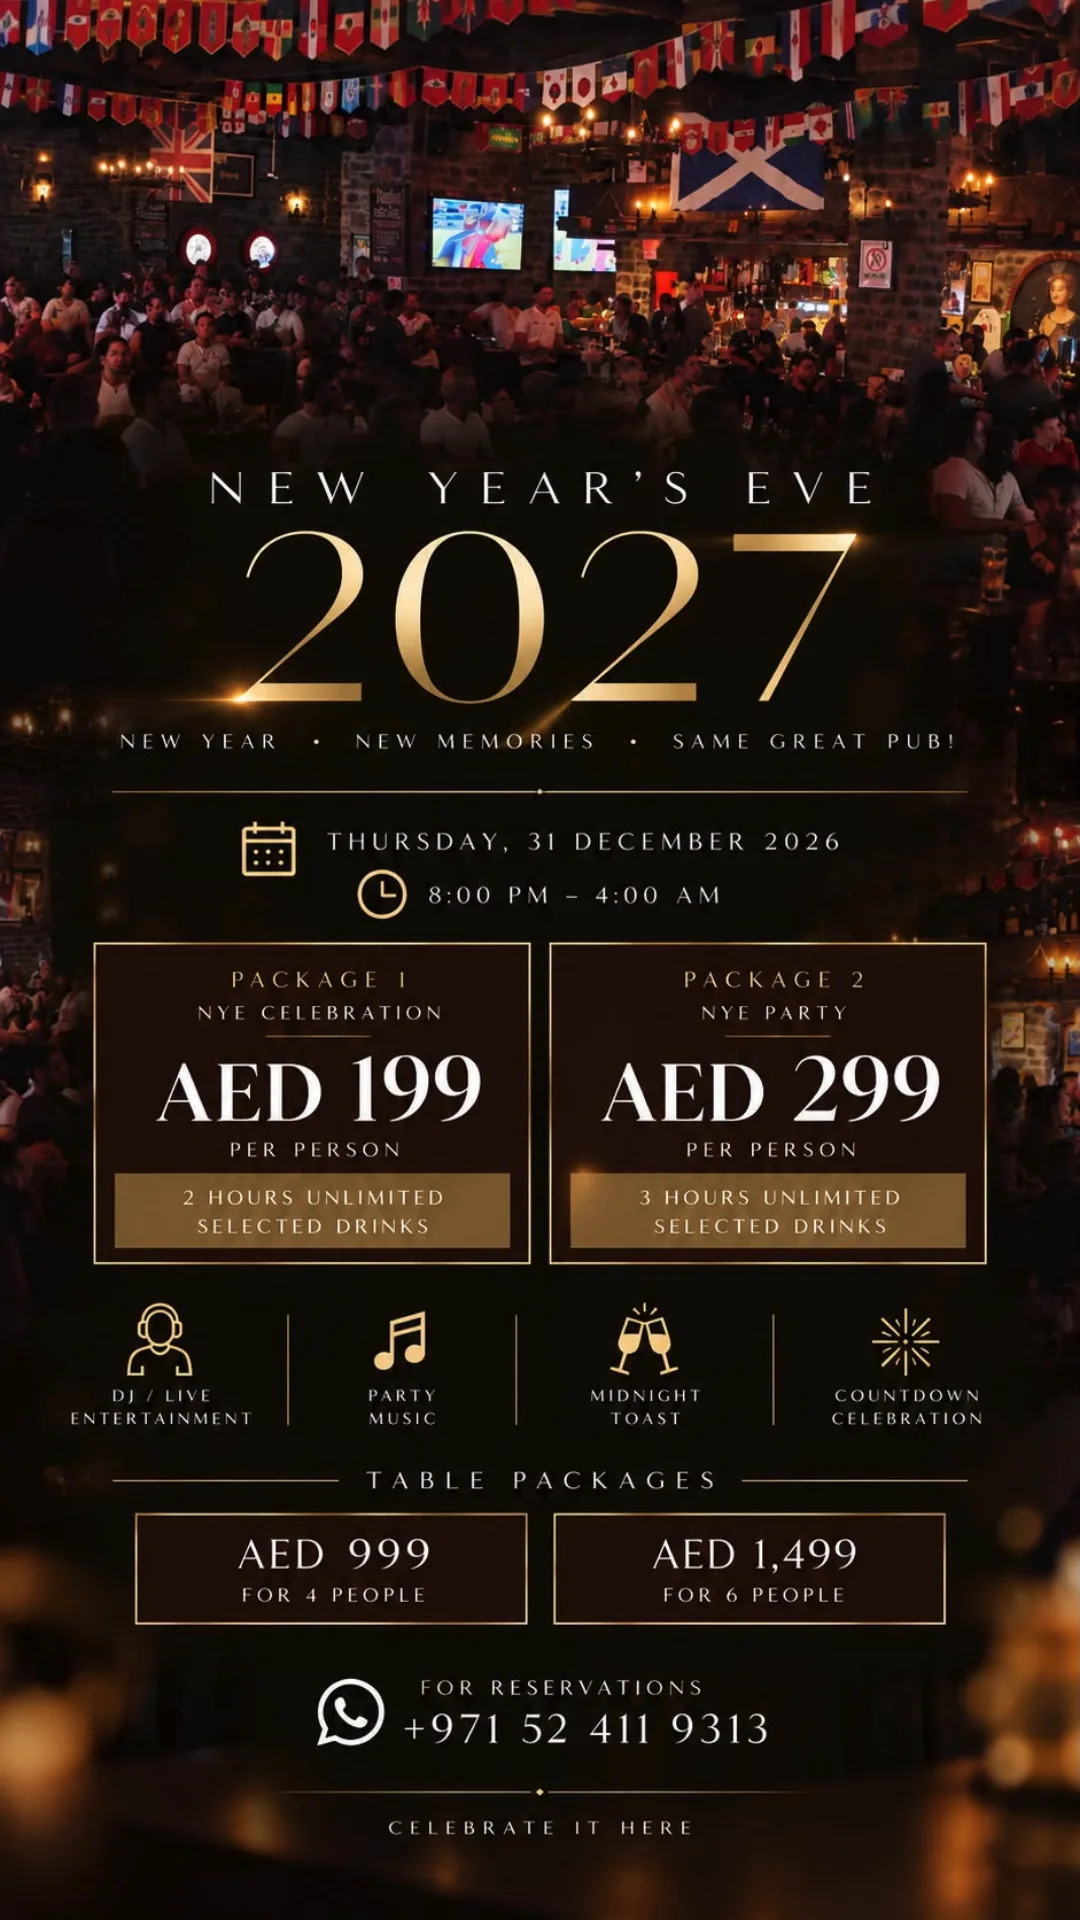 NEW YEAR'S EVE
2027
NEW YEAR • NEW MEMORIES • SAME GREAT PUB!
THURSDAY, 31 DECEMBER 2026
8:00 PM – 4:00 AM
PACKAGE 1
NYE CELEBRATION
AED 199
PER PERSON
2 HOURS UNLIMITED
SELECTED DRINKS
PACKAGE 2
NYE PARTY
AED 299
PER PERSON
3 HOURS UNLIMITED
SELECTED DRINKS
DJ / LIVE
ENTERTAINMENT
PARTY
MUSIC
MIDNIGHT
TOAST
COUNTDOWN
CELEBRATION
TABLE PACKAGES
AED 999
FOR 4 PEOPLE
AED 1,499
FOR 6 PEOPLE
FOR RESERVATIONS
+971 52 411 9313
CELEBRATE IT HERE